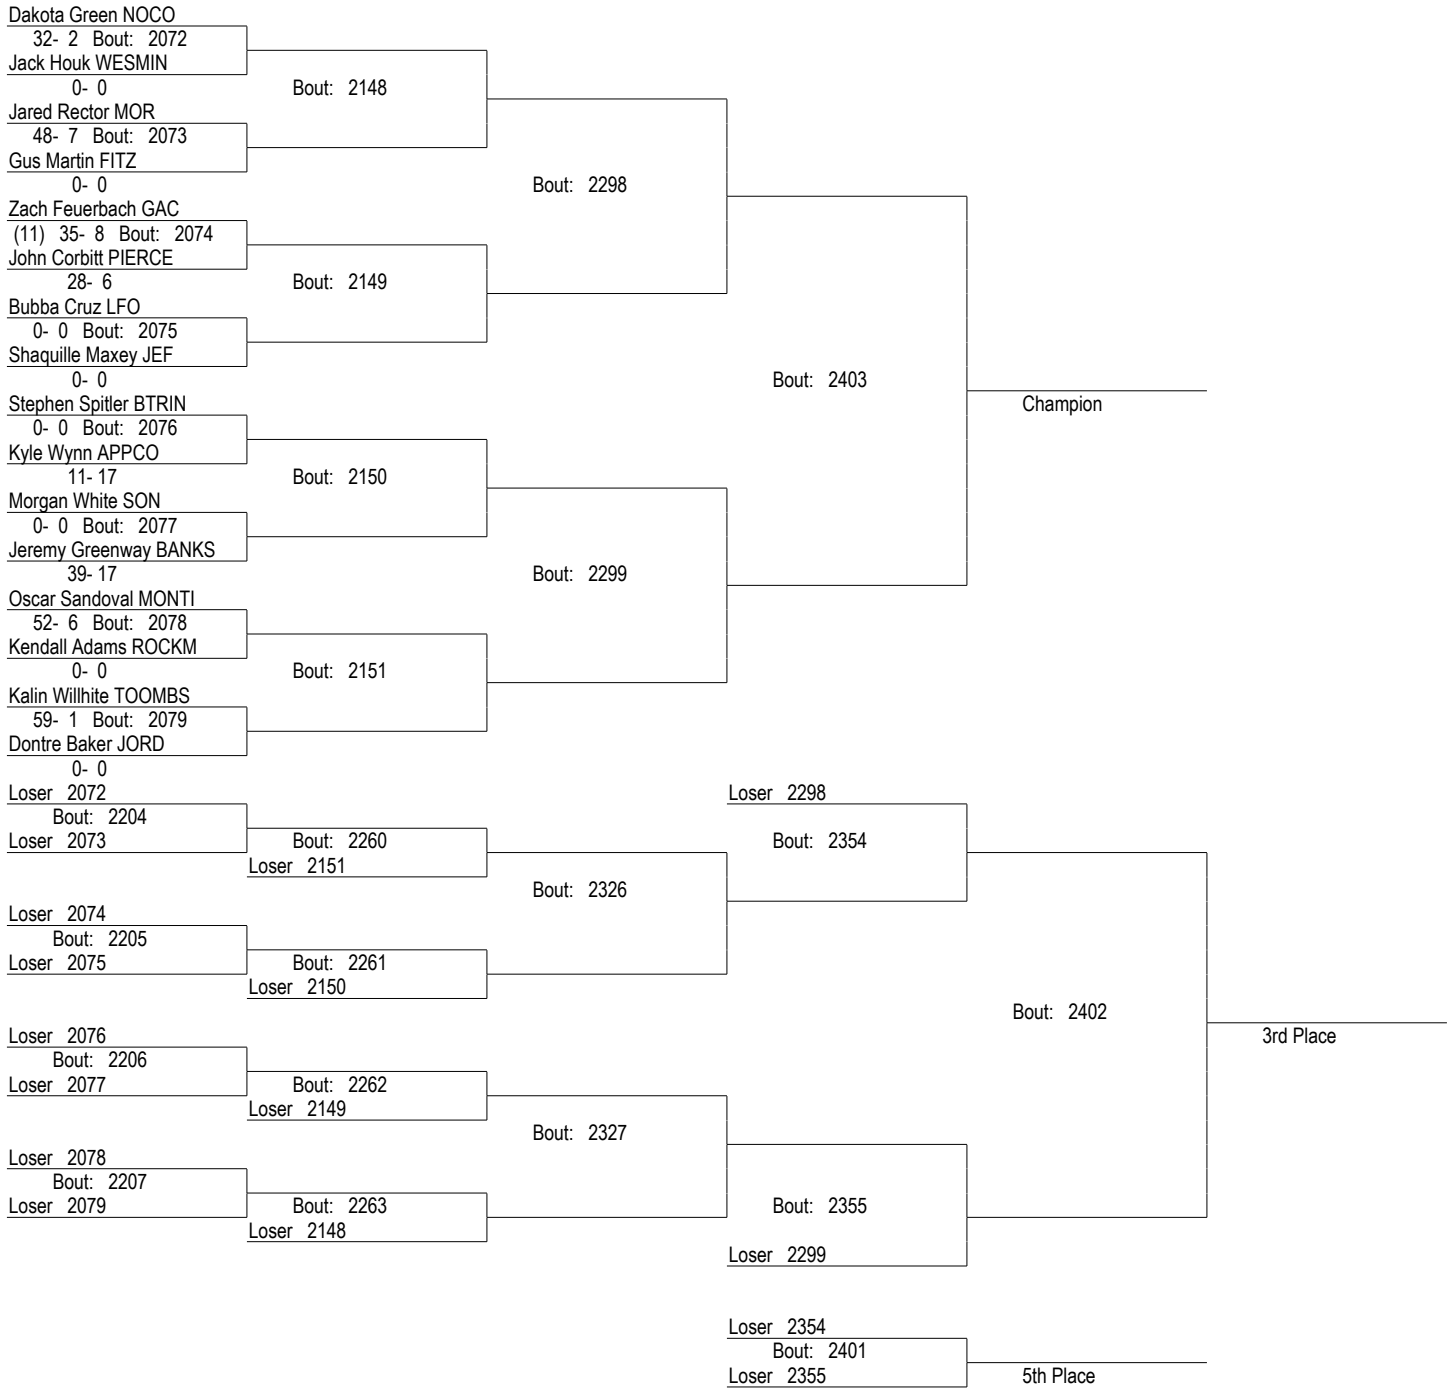 Dakota Green NOCO
32- 2 Bout: 2072
Jack Houk WESMIN
0- 0 Bout: 2148
Jared Rector MOR
48- 7 Bout: 2073
Gus Martin FITZ
0- 0 Bout: 2298
Zach Feuerbach GAC
(11) 35- 8 Bout: 2074
John Corbitt PIERCE
28- 6 Bout: 2149
Bubba Cruz LFO
0- 0 Bout: 2075
Shaquille Maxey JEF
0- 0 Bout: 2403
Stephen Spitler BTRIN Champion
0- 0 Bout: 2076
Kyle Wynn APPCO
11- 17 Bout: 2150
Morgan White SON
0- 0 Bout: 2077
Jeremy Greenway BANKS
39- 17 Bout: 2299
Oscar Sandoval MONTI
52- 6 Bout: 2078
Kendall Adams ROCKM
0- 0 Bout: 2151
Kalin Willhite TOOMBS
59- 1 Bout: 2079
Dontre Baker JORD
0- 0
Loser 2072 Loser 2298
Bout: 2204
Loser 2073 Bout: 2260 Bout: 2354
Loser 2151
Bout: 2326
Loser 2074
Bout: 2205
Loser 2075 Bout: 2261
Loser 2150
Bout: 2402
Loser 2076 3rd Place
Bout: 2206
Loser 2077 Bout: 2262
Loser 2149
Bout: 2327
Loser 2078
Bout: 2207
Loser 2079 Bout: 2263 Bout: 2355
Loser 2148
Loser 2299
Loser 2354
Bout: 2401
Loser 2355 5th Place